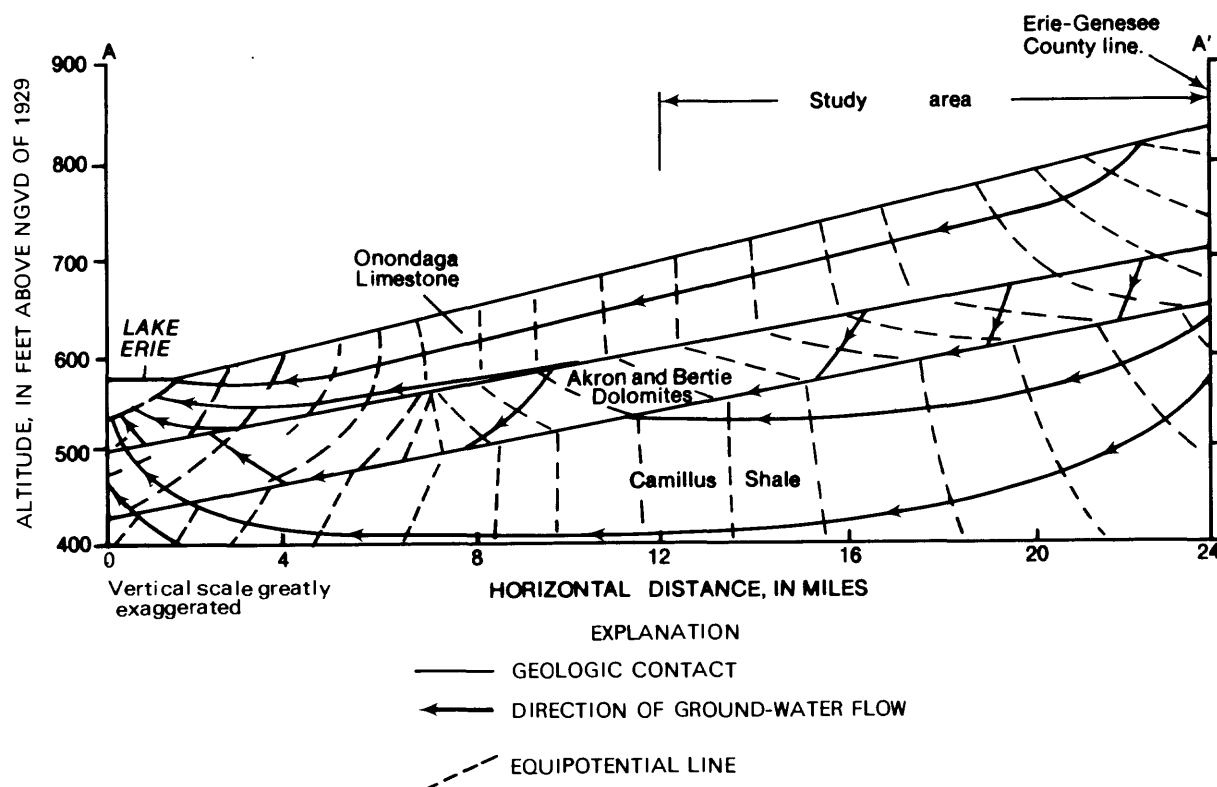 A
Erie-Genesee
County line.
A'
900
800
700
600
500
400
ALTITUDE, IN FEET ABOVE NGVD OF 1929
Study area
Onondaga
Limestone
LAKE
ERIE
Akron and Bertie
Dolomites
Camillus Shale
0 4 8 12 16 20 24
Vertical scale greatly
exaggerated
HORIZONTAL DISTANCE, IN MILES
EXPLANATION
GEOLOGIC CONTACT
DIRECTION OF GROUND-WATER FLOW
EQUIPOTENTIAL LINE